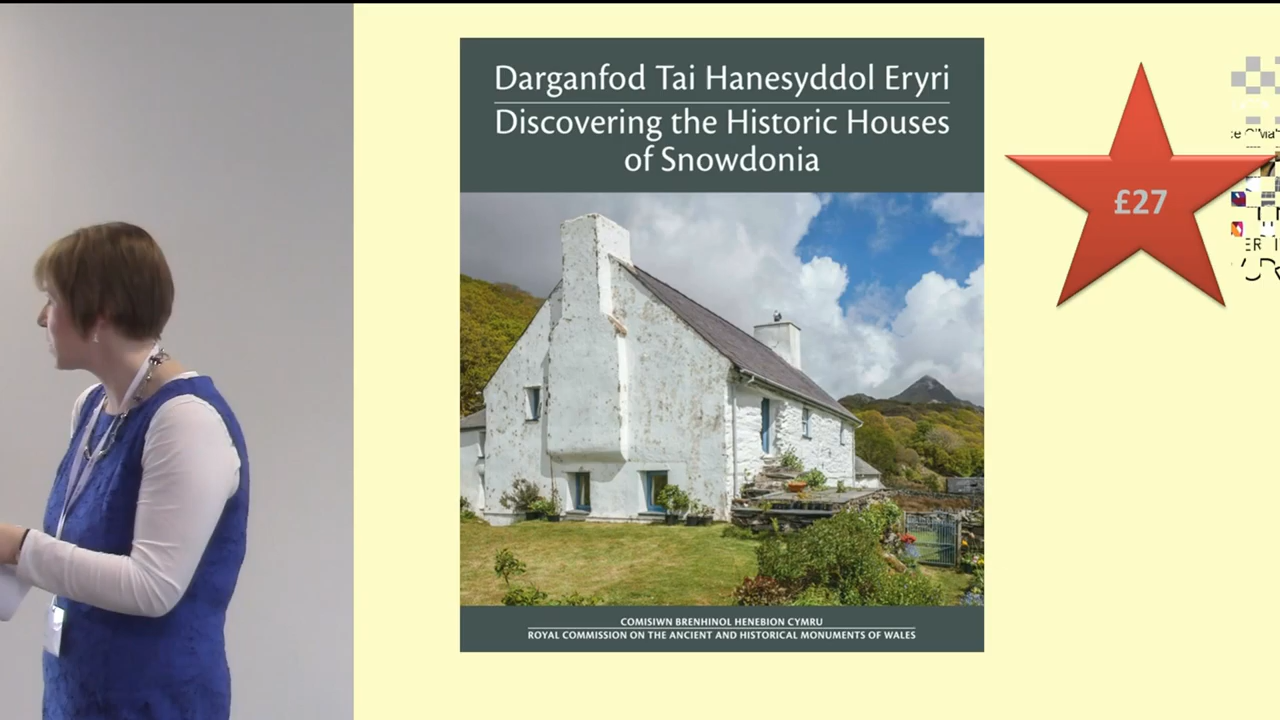 Darganfod Tai Hanesyddol Eryri
Discovering the Historic Houses
of Snowdonia
£27
COMISIWN BRENHINOL HENEBION CYMRU
ROYAL COMMISSION ON THE ANCIENT AND HISTORICAL MONUMENTS OF WALES